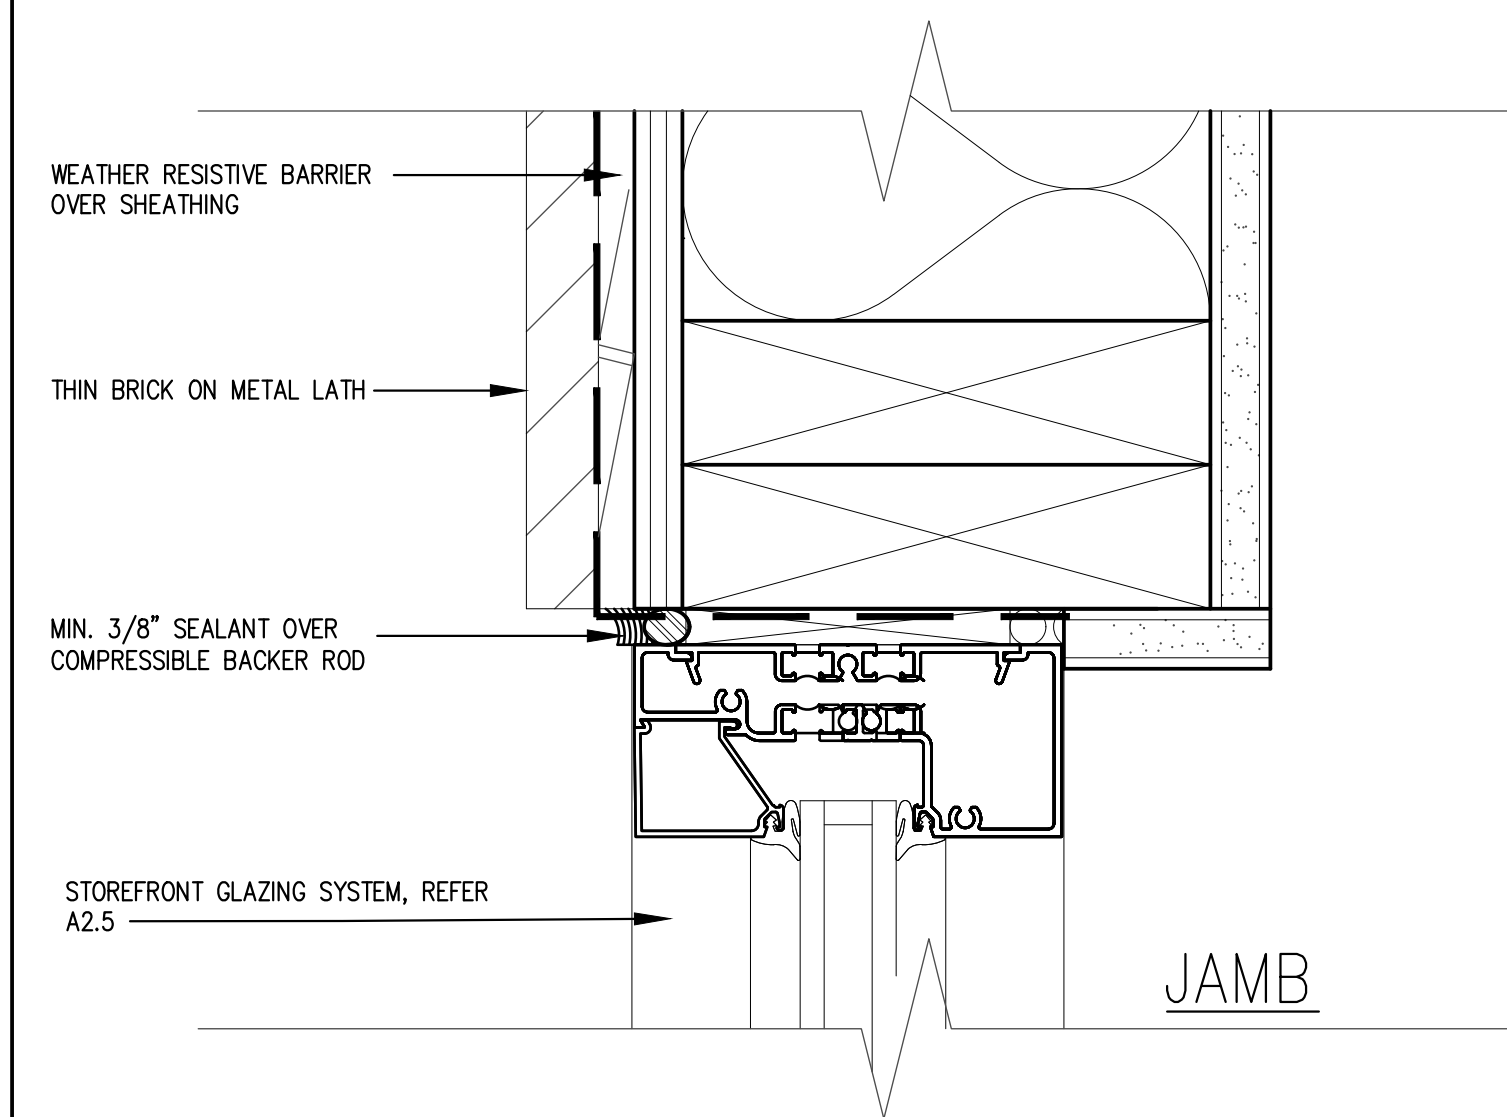 WEATHER RESISTIVE BARRIER
OVER SHEATHING
THIN BRICK ON METAL LATH
MIN. 3/8" SEALANT OVER
COMPRESSIBLE BACKER ROD
STOREFRONT GLAZING SYSTEM, REFER
A2.5
JAMB